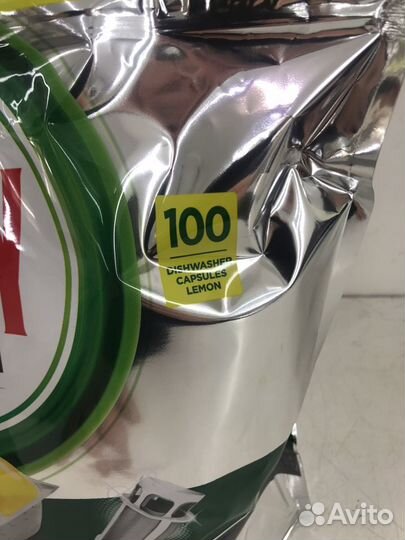 100
DISHWASHER
CAPSULES
LEMON
Avito